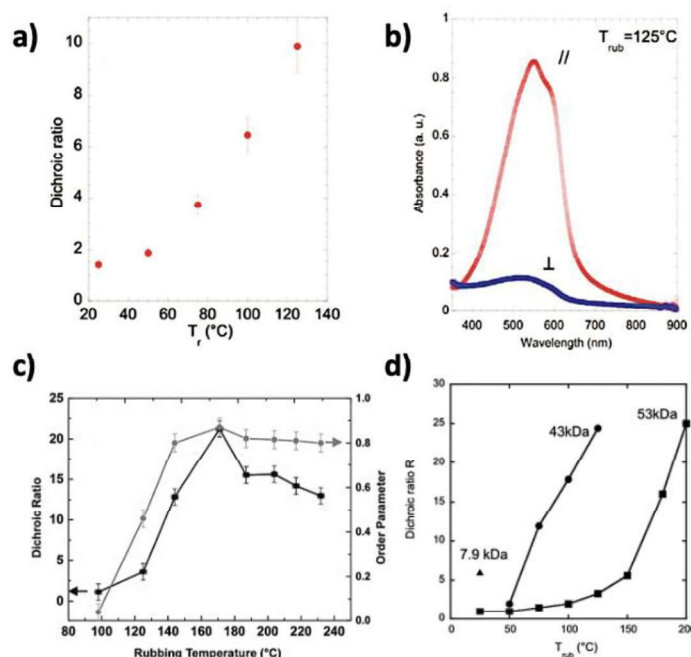 a)
10
8
6
4
2
0
Dichroic ratio
20 40 60 80 100 120 140
T_r (°C)
b)
T_rub=125°C
//
⊥
1
0.8
0.6
0.4
0.2
0
Absorbance (a. u.)
400 500 600 700 800 900
Wavelength (nm)
c)
25
20
15
10
5
0
Dichroic Ratio
1.0
0.8
0.6
0.4
0.2
0.0
Order Parameter
80 100 120 140 160 180 200 220 240
Rubbing Temperature (°C)
d)
30
25
20
15
10
5
0
Dichroic ratio R
43kDa
53kDa
7.9 kDa
0 50 100 150 200
T_rub (°C)